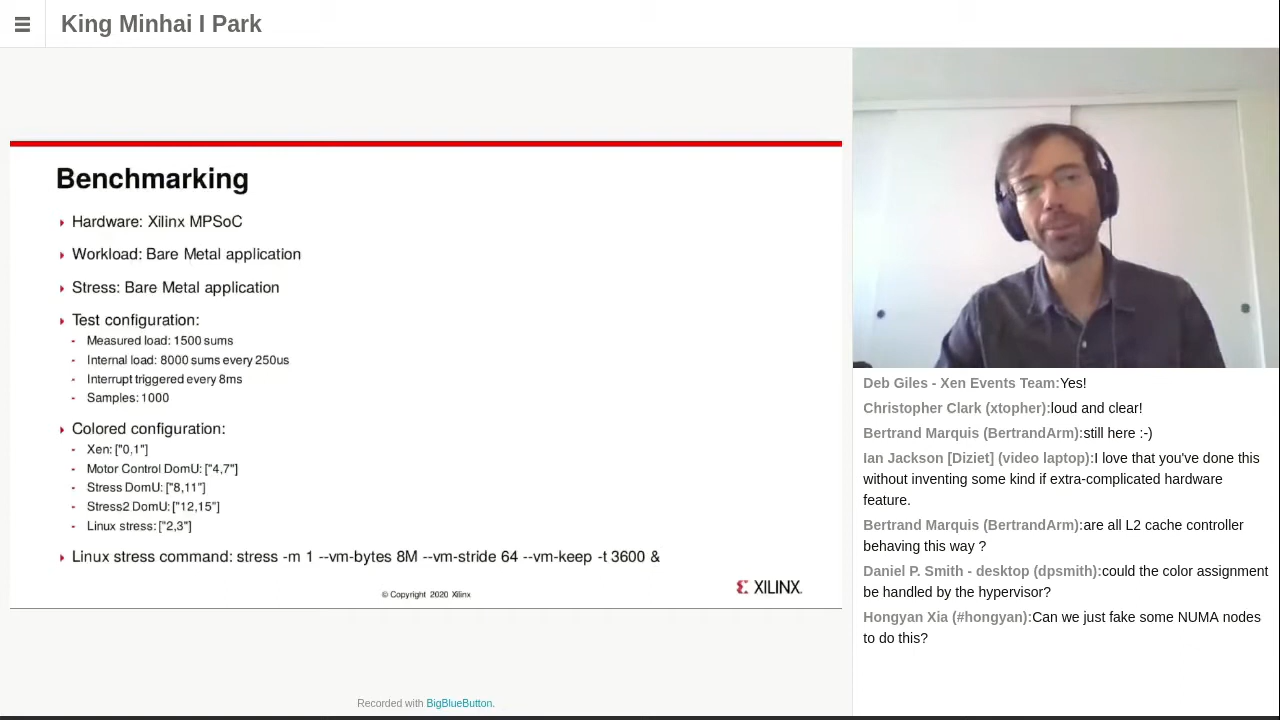 King Minhai I Park
Benchmarking
Hardware: Xilinx MPSoC
Workload: Bare Metal application
Stress: Bare Metal application
Test configuration:
Measured load: 1500 sums
Internal load: 8000 sums every 250us
Interrupt triggered every 8ms
Samples: 1000
Colored configuration:
Xen: ["0,1"]
Motor Control DomU: ["4,7"]
Stress DomU: ["8,11"]
Stress2 DomU: ["12,15"]
Linux stress: ["2,3"]
Linux stress command: stress -m 1 --vm-bytes 8M --vm-stride 64 --vm-keep -t 3600 &
© Copyright 2020 Xilinx
XILINX.
Recorded with BigBlueButton.
Deb Giles - Xen Events Team:Yes!
Christopher Clark (xtopher):loud and clear!
Bertrand Marquis (BertrandArm):still here :-)
Ian Jackson [Diziet] (video laptop):I love that you've done this
without inventing some kind if extra-complicated hardware
feature.
Bertrand Marquis (BertrandArm):are all L2 cache controller
behaving this way ?
Daniel P. Smith - desktop (dpsmith):could the color assignment
be handled by the hypervisor?
Hongyan Xia (#hongyan):Can we just fake some NUMA nodes
to do this?